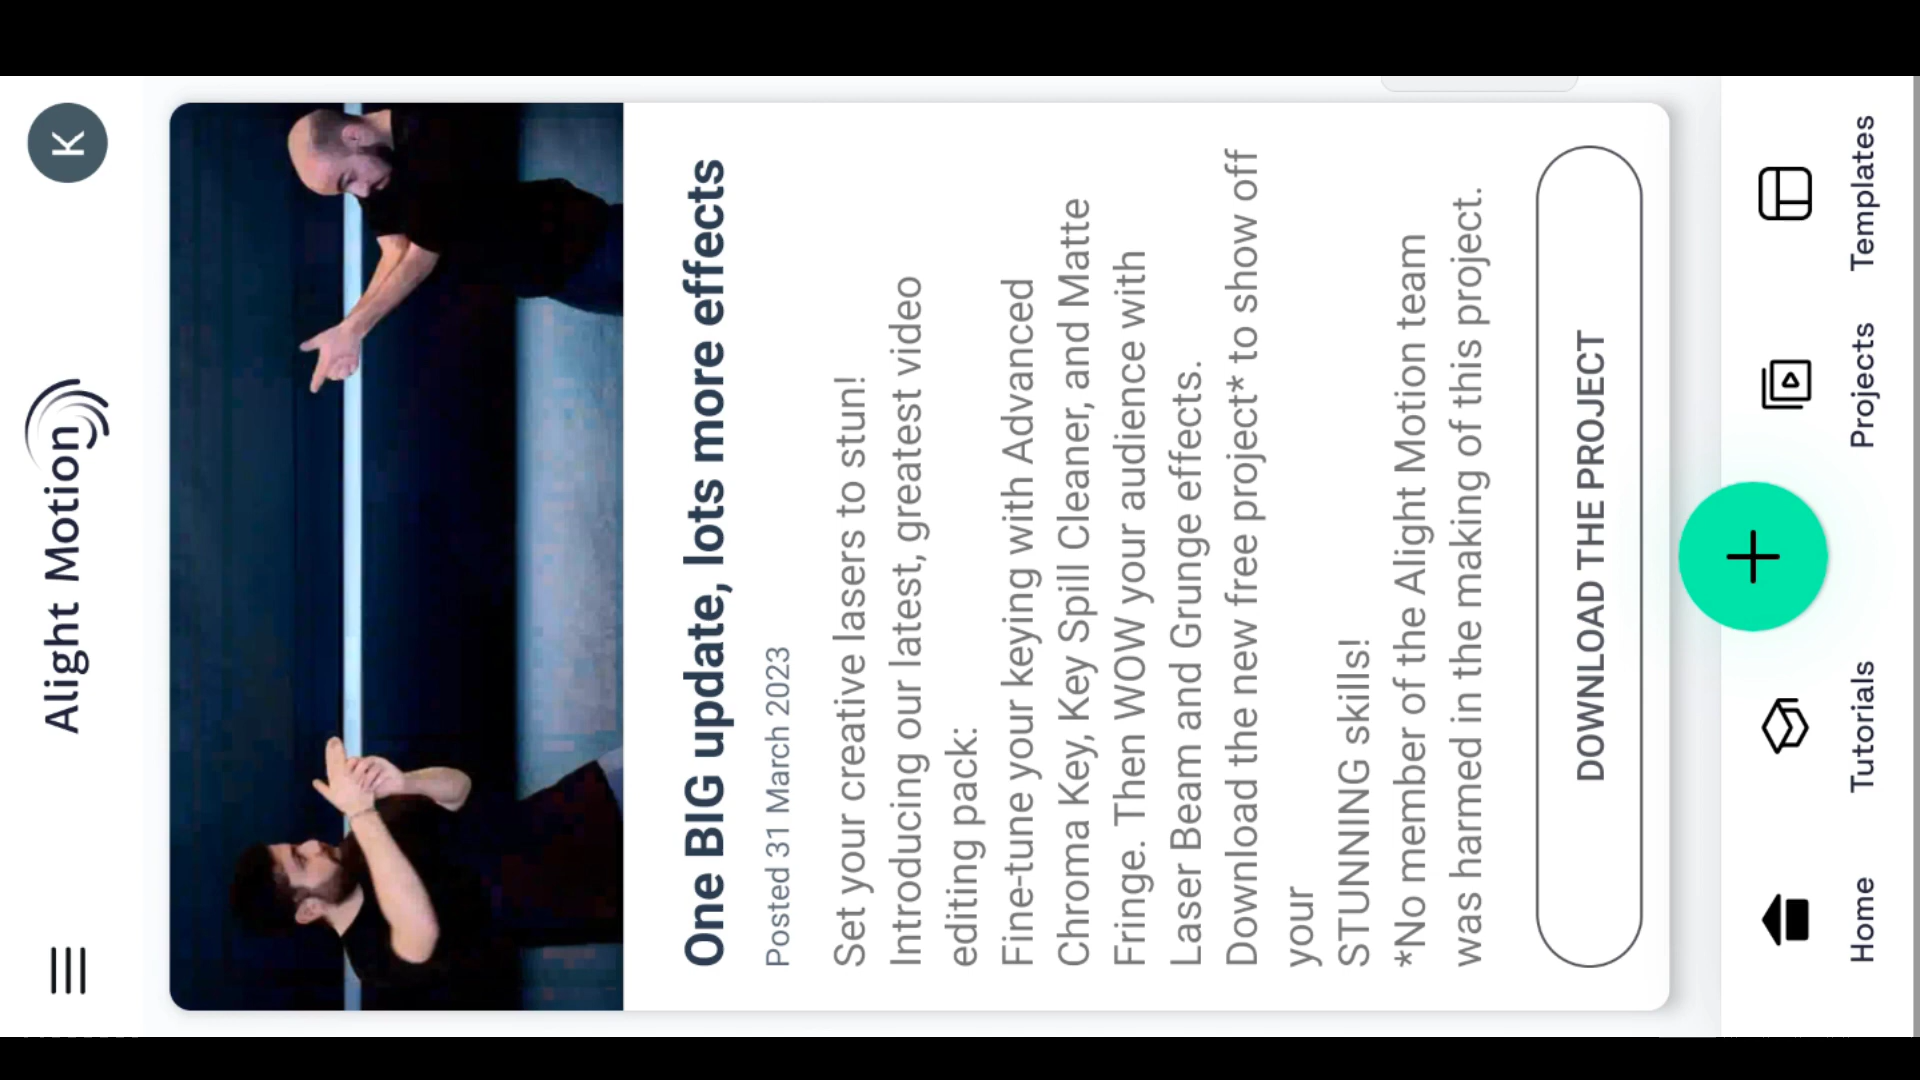 Alight Motion
K
One BIG update, lots more effects
Posted 31 March 2023
Set your creative lasers to stun!
Introducing our latest, greatest video
editing pack:
Fine-tune your keying with Advanced
Chroma Key, Key Spill Cleaner, and Matte
Fringe. Then WOW your audience with
Laser Beam and Grunge effects.
Download the new free project* to show off
your
STUNNING skills!
*No member of the Alight Motion team
was harmed in the making of this project.
DOWNLOAD THE PROJECT
Home
Tutorials
Projects
Templates